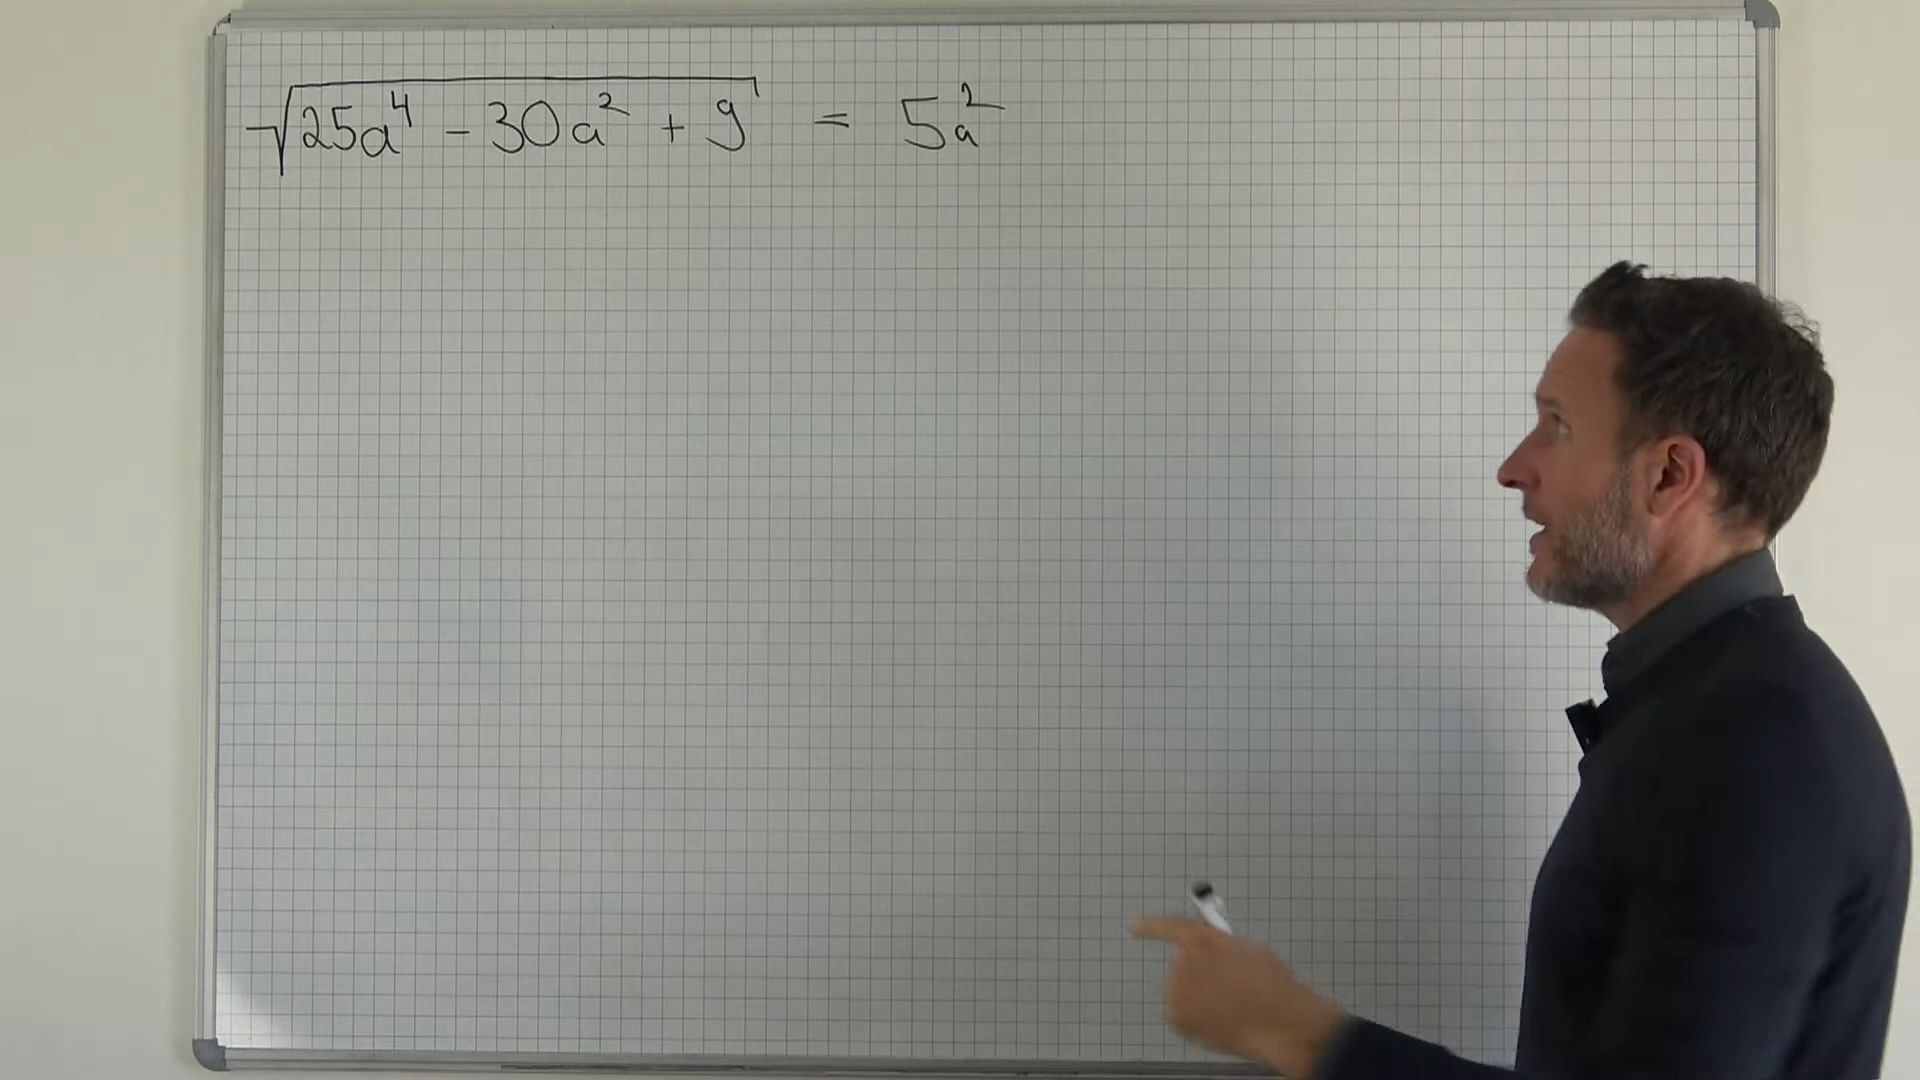 √(25a⁴ - 30a² + 9) = 5a²